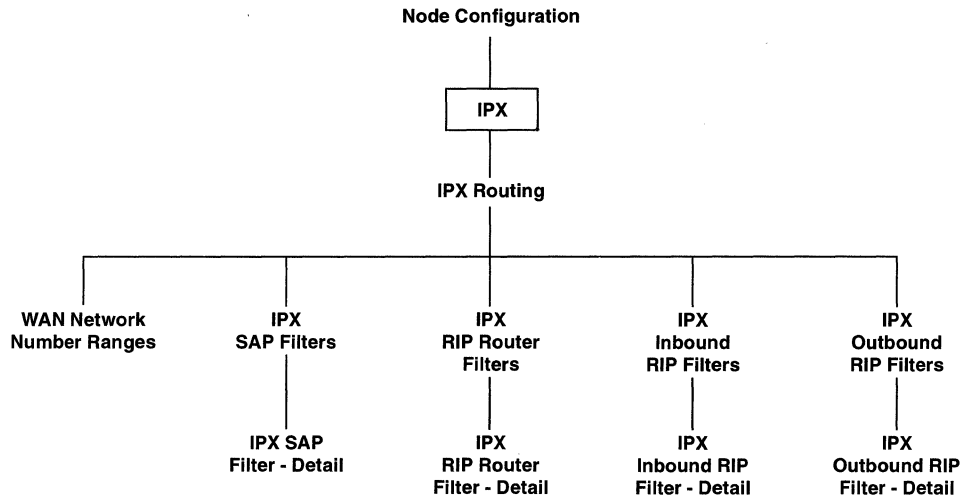 Node Configuration
IPX
IPX Routing
WAN Network
Number Ranges
IPX
SAP Filters
IPX
RIP Router
Filters
IPX
Inbound
RIP Filters
IPX
Outbound
RIP Filters
IPX SAP
Filter - Detail
IPX
RIP Router
Filter - Detail
IPX
Inbound RIP
Filter - Detail
IPX
Outbound RIP
Filter - Detail